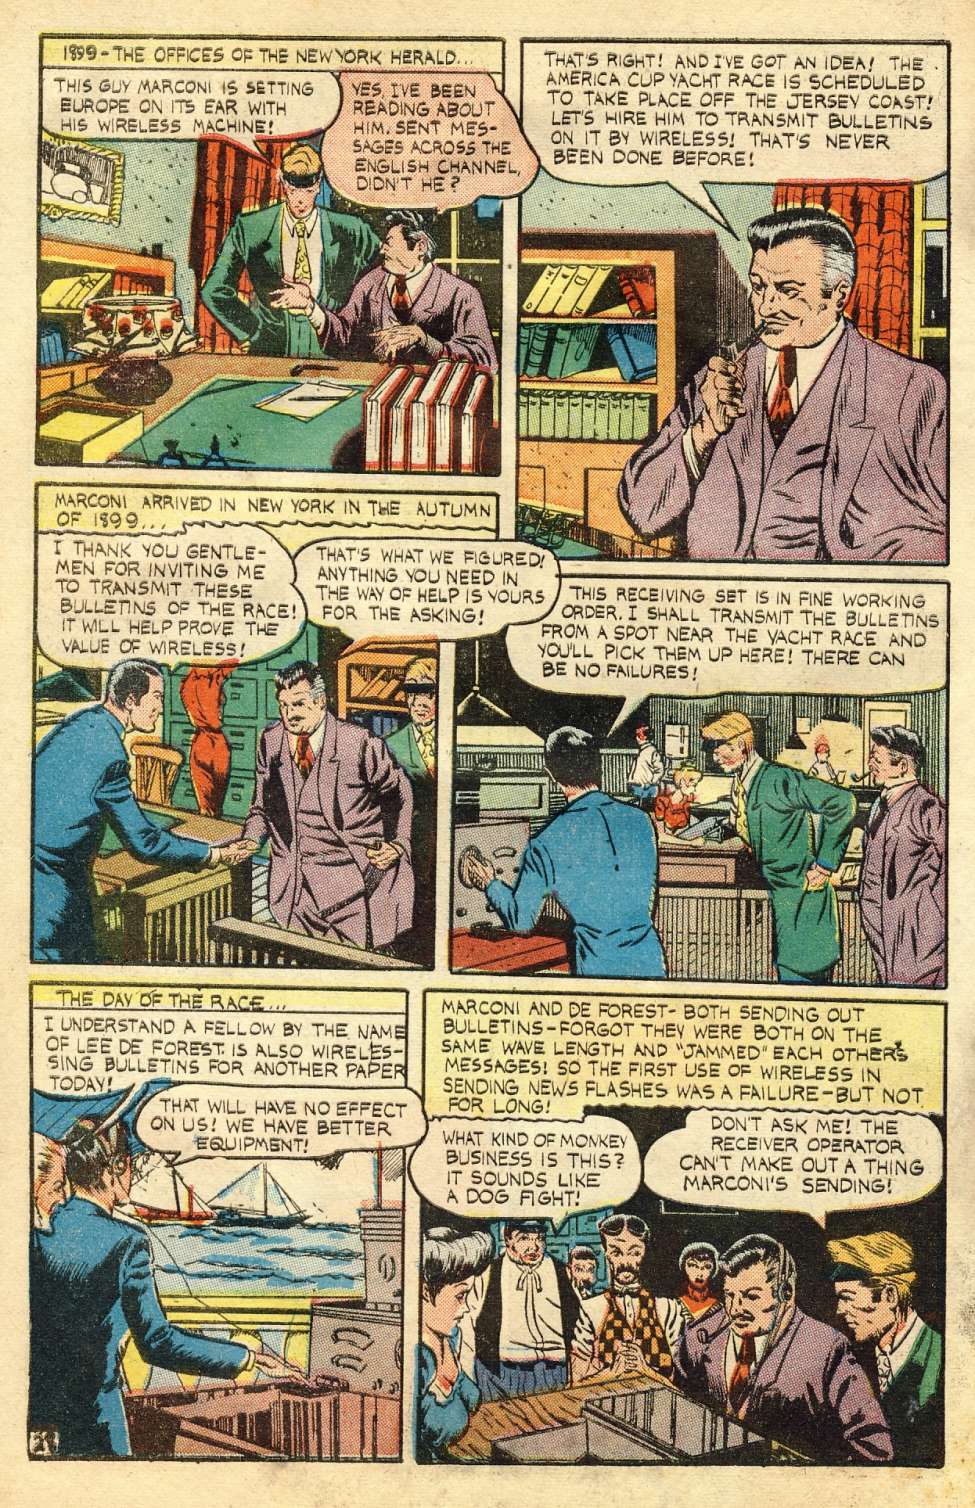 1899-THE OFFICES OF THE NEW YORK HERALD...
THIS GUY MARCONI IS SETTING
EUROPE ON ITS EAR WITH
HIS WIRELESS MACHINE!
YES, I'VE BEEN
READING ABOUT
HIM. SENT MES-
SAGES ACROSS THE
ENGLISH CHANNEL,
DIDN'T HE?
THAT'S RIGHT! AND I'VE GOT AN IDEA! THE
AMERICA CUP YACHT RACE IS SCHEDULED
TO TAKE PLACE OFF THE JERSEY COAST!
LET'S HIRE HIM TO TRANSMIT BULLETINS
ON IT BY WIRELESS! THAT'S NEVER
BEEN DONE BEFORE!
MARCONI ARRIVED IN NEW YORK IN THE AUTUMN
OF 1899...
I THANK YOU GENTLE-
MEN FOR INVITING ME
TO TRANSMIT THESE
BULLETINS OF THE RACE!
IT WILL HELP PROVE THE
VALUE OF WIRELESS!
THAT'S WHAT WE FIGURED!
ANYTHING YOU NEED IN
THE WAY OF HELP IS YOURS
FOR THE ASKING!
THIS RECEIVING SET IS IN FINE WORKING
ORDER. I SHALL TRANSMIT THE BULLETINS
FROM A SPOT NEAR THE YACHT RACE AND
YOU'LL PICK THEM UP HERE! THERE CAN
BE NO FAILURES!
THE DAY OF THE RACE...
I UNDERSTAND A FELLOW BY THE NAME
OF LEE DE FOREST. IS ALSO WIRELES-
SING BULLETINS FOR ANOTHER PAPER
TODAY!
THAT WILL HAVE NO EFFECT
ON US! WE HAVE BETTER
EQUIPMENT!
MARCONI AND DE FOREST- BOTH SENDING OUT
BULLETINS-FORGOT THEY WERE BOTH ON THE
SAME WAVE LENGTH AND "JAMMED" EACH OTHER'S
MESSAGES! SO THE FIRST USE OF WIRELESS IN
SENDING NEWS FLASHES WAS A FAILURE-BUT NOT
FOR LONG!
WHAT KIND OF MONKEY
BUSINESS IS THIS?
IT SOUNDS LIKE
A DOG FIGHT!
DON'T ASK ME! THE
RECEIVER OPERATOR
CAN'T MAKE OUT A THING
MARCONI'S SENDING!